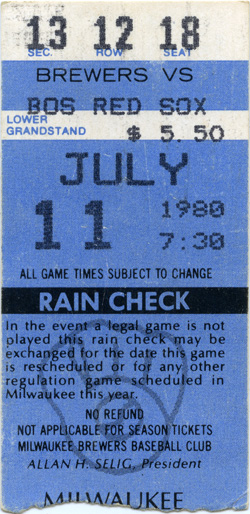 13 12 18
SEC. ROW SEAT
BREWERS VS
BOS RED SOX
LOWER
GRANDSTAND $ 5.50
JULY
11 1980
7:30
ALL GAME TIMES SUBJECT TO CHANGE
RAIN CHECK
In the event a legal game is not
played this rain check may be
exchanged for the date this game
is rescheduled or for any other
regulation game scheduled in
Milwaukee this year.
NO REFUND
NOT APPLICABLE FOR SEASON TICKETS
MILWAUKEE BREWERS BASEBALL CLUB
ALLAN H. SELIG, President
MILWAUKEE